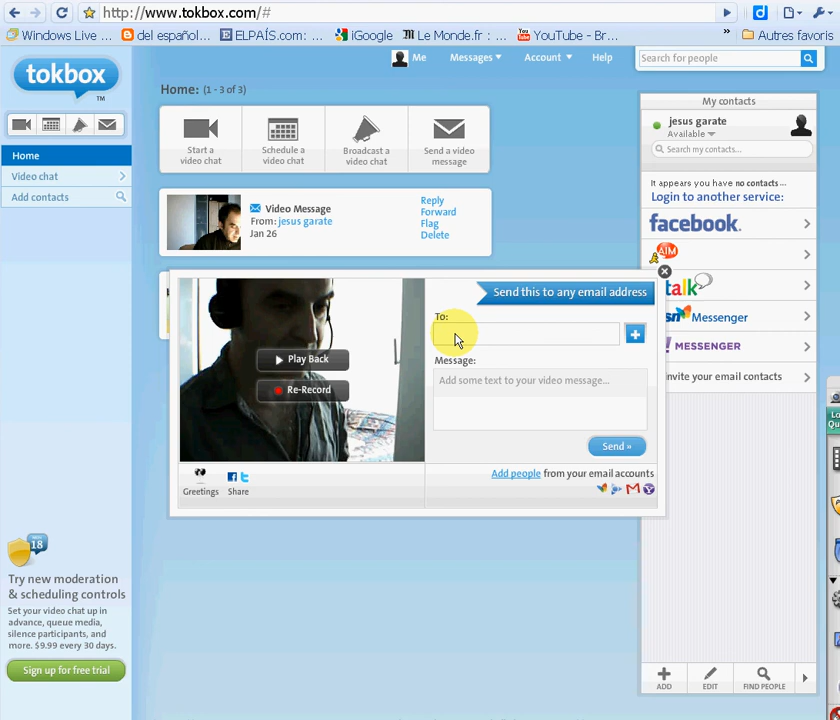 http://www.tokbox.com/#
Windows Live ...
del español...
ELPAÍS.com: ...
iGoogle
Le Monde.fr : ...
YouTube - Br...
»
Otros favoris
tokbox
TM
Me
Messages
Account
Help
Search for people
Home: (1 - 3 of 3)
Start a
video chat
Schedule a
video chat
Broadcast a
video chat
Send a video
message
Home
Video chat
Add contacts
Video Message
From: jesus garate
Jan 26
Reply
Forward
Flag
Delete
My contacts
jesus garate
Available
Search my contacts...
It appears you have no contacts...
Login to another service:
facebook.
AIM
talk
sn Messenger
! MESSENGER
nvite your email contacts
Play Back
Re-Record
Send this to any email address
To:
Message:
Add some text to your video message...
Send »
Greetings
Share
Add people from your email accounts
18
Try new moderation
& scheduling controls
Set your video chat up in
advance, queue media,
silence participants, and
more. $9.99 every 30 days.
Sign up for free trial
ADD
EDIT
FIND PEOPLE